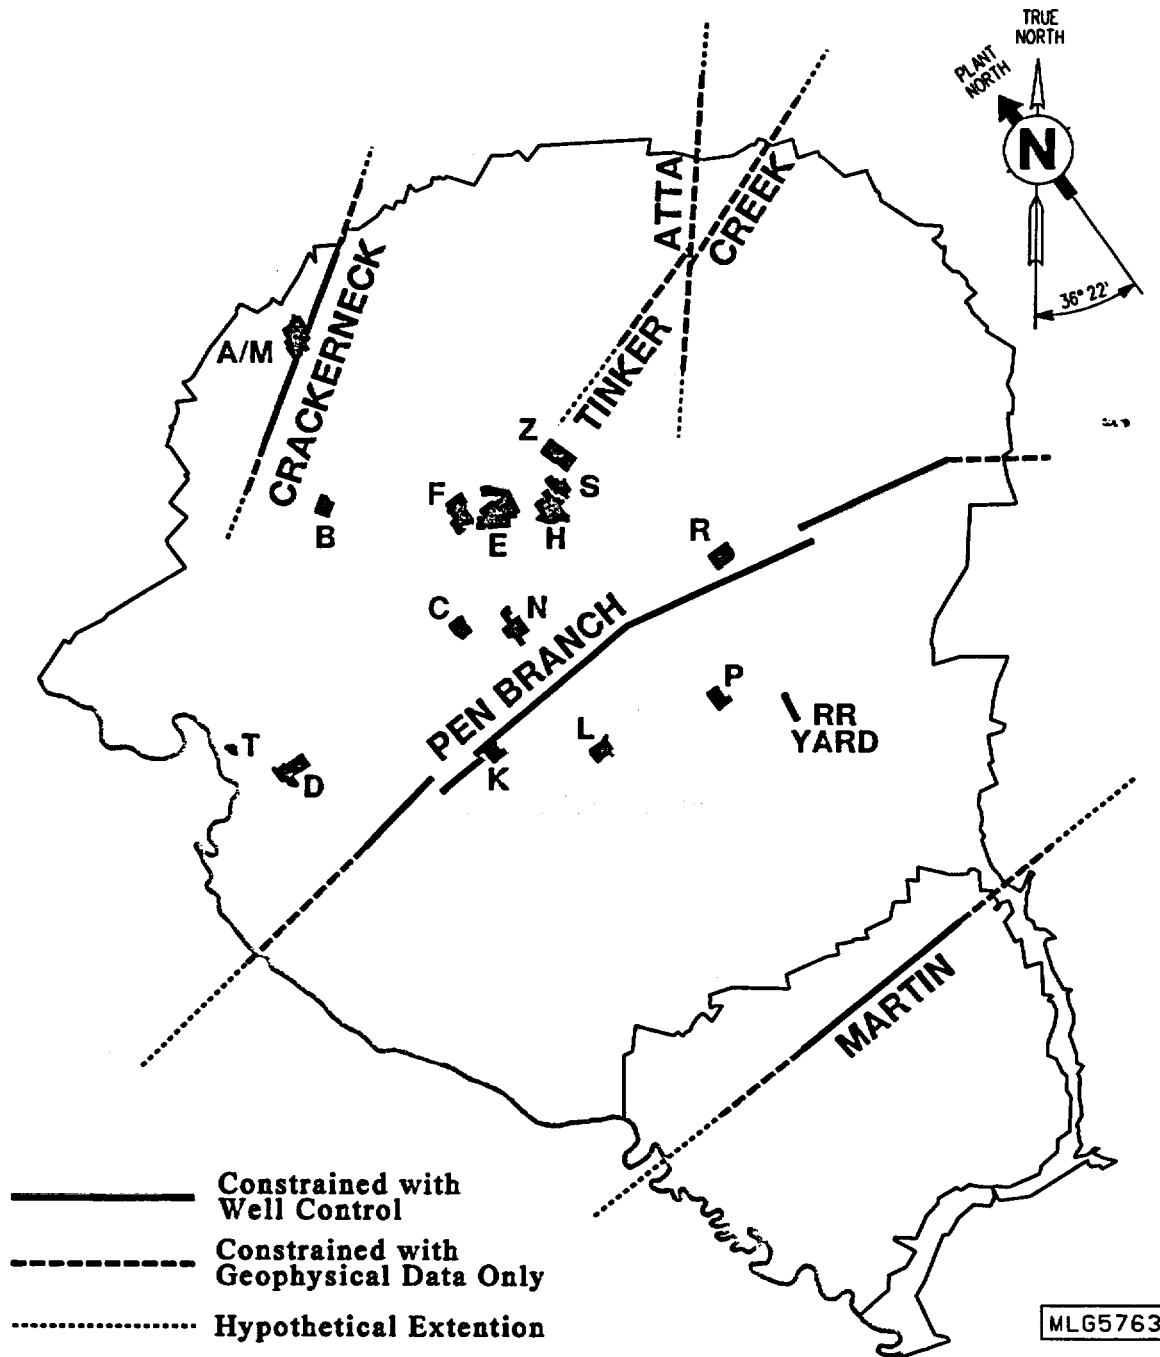 TRUE
NORTH
PLANT
NORTH
N
36° 22'
ATTA
TINKER CREEK
CRACKERNECK
A/M
B
Z
S
F
E
H
R
C
N
PEN BRANCH
P
RR
YARD
L
K
T
D
MARTIN
Constrained with
Well Control
Constrained with
Geophysical Data Only
Hypothetical Extention
MLG5763